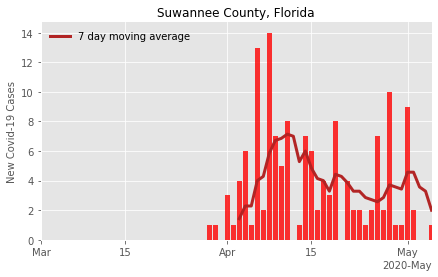 Suwannee County, Florida
7 day moving average
New Covid-19 Cases
14
12
10
8
6
4
2
0
Mar
15
Apr
15
May
2020-May